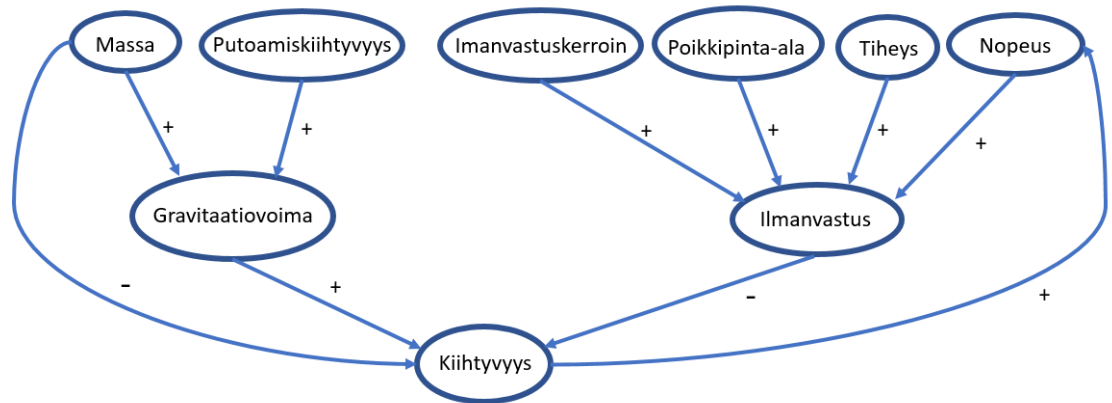 Massa
Putoamiskiihtyvyys
Imanvastuskerroin
Poikkipinta-ala
Tiheys
Nopeus
+
+
+
+
+
+
Gravitaatiovoima
Ilmanvastus
-
+
-
+
Kiihtyvyys